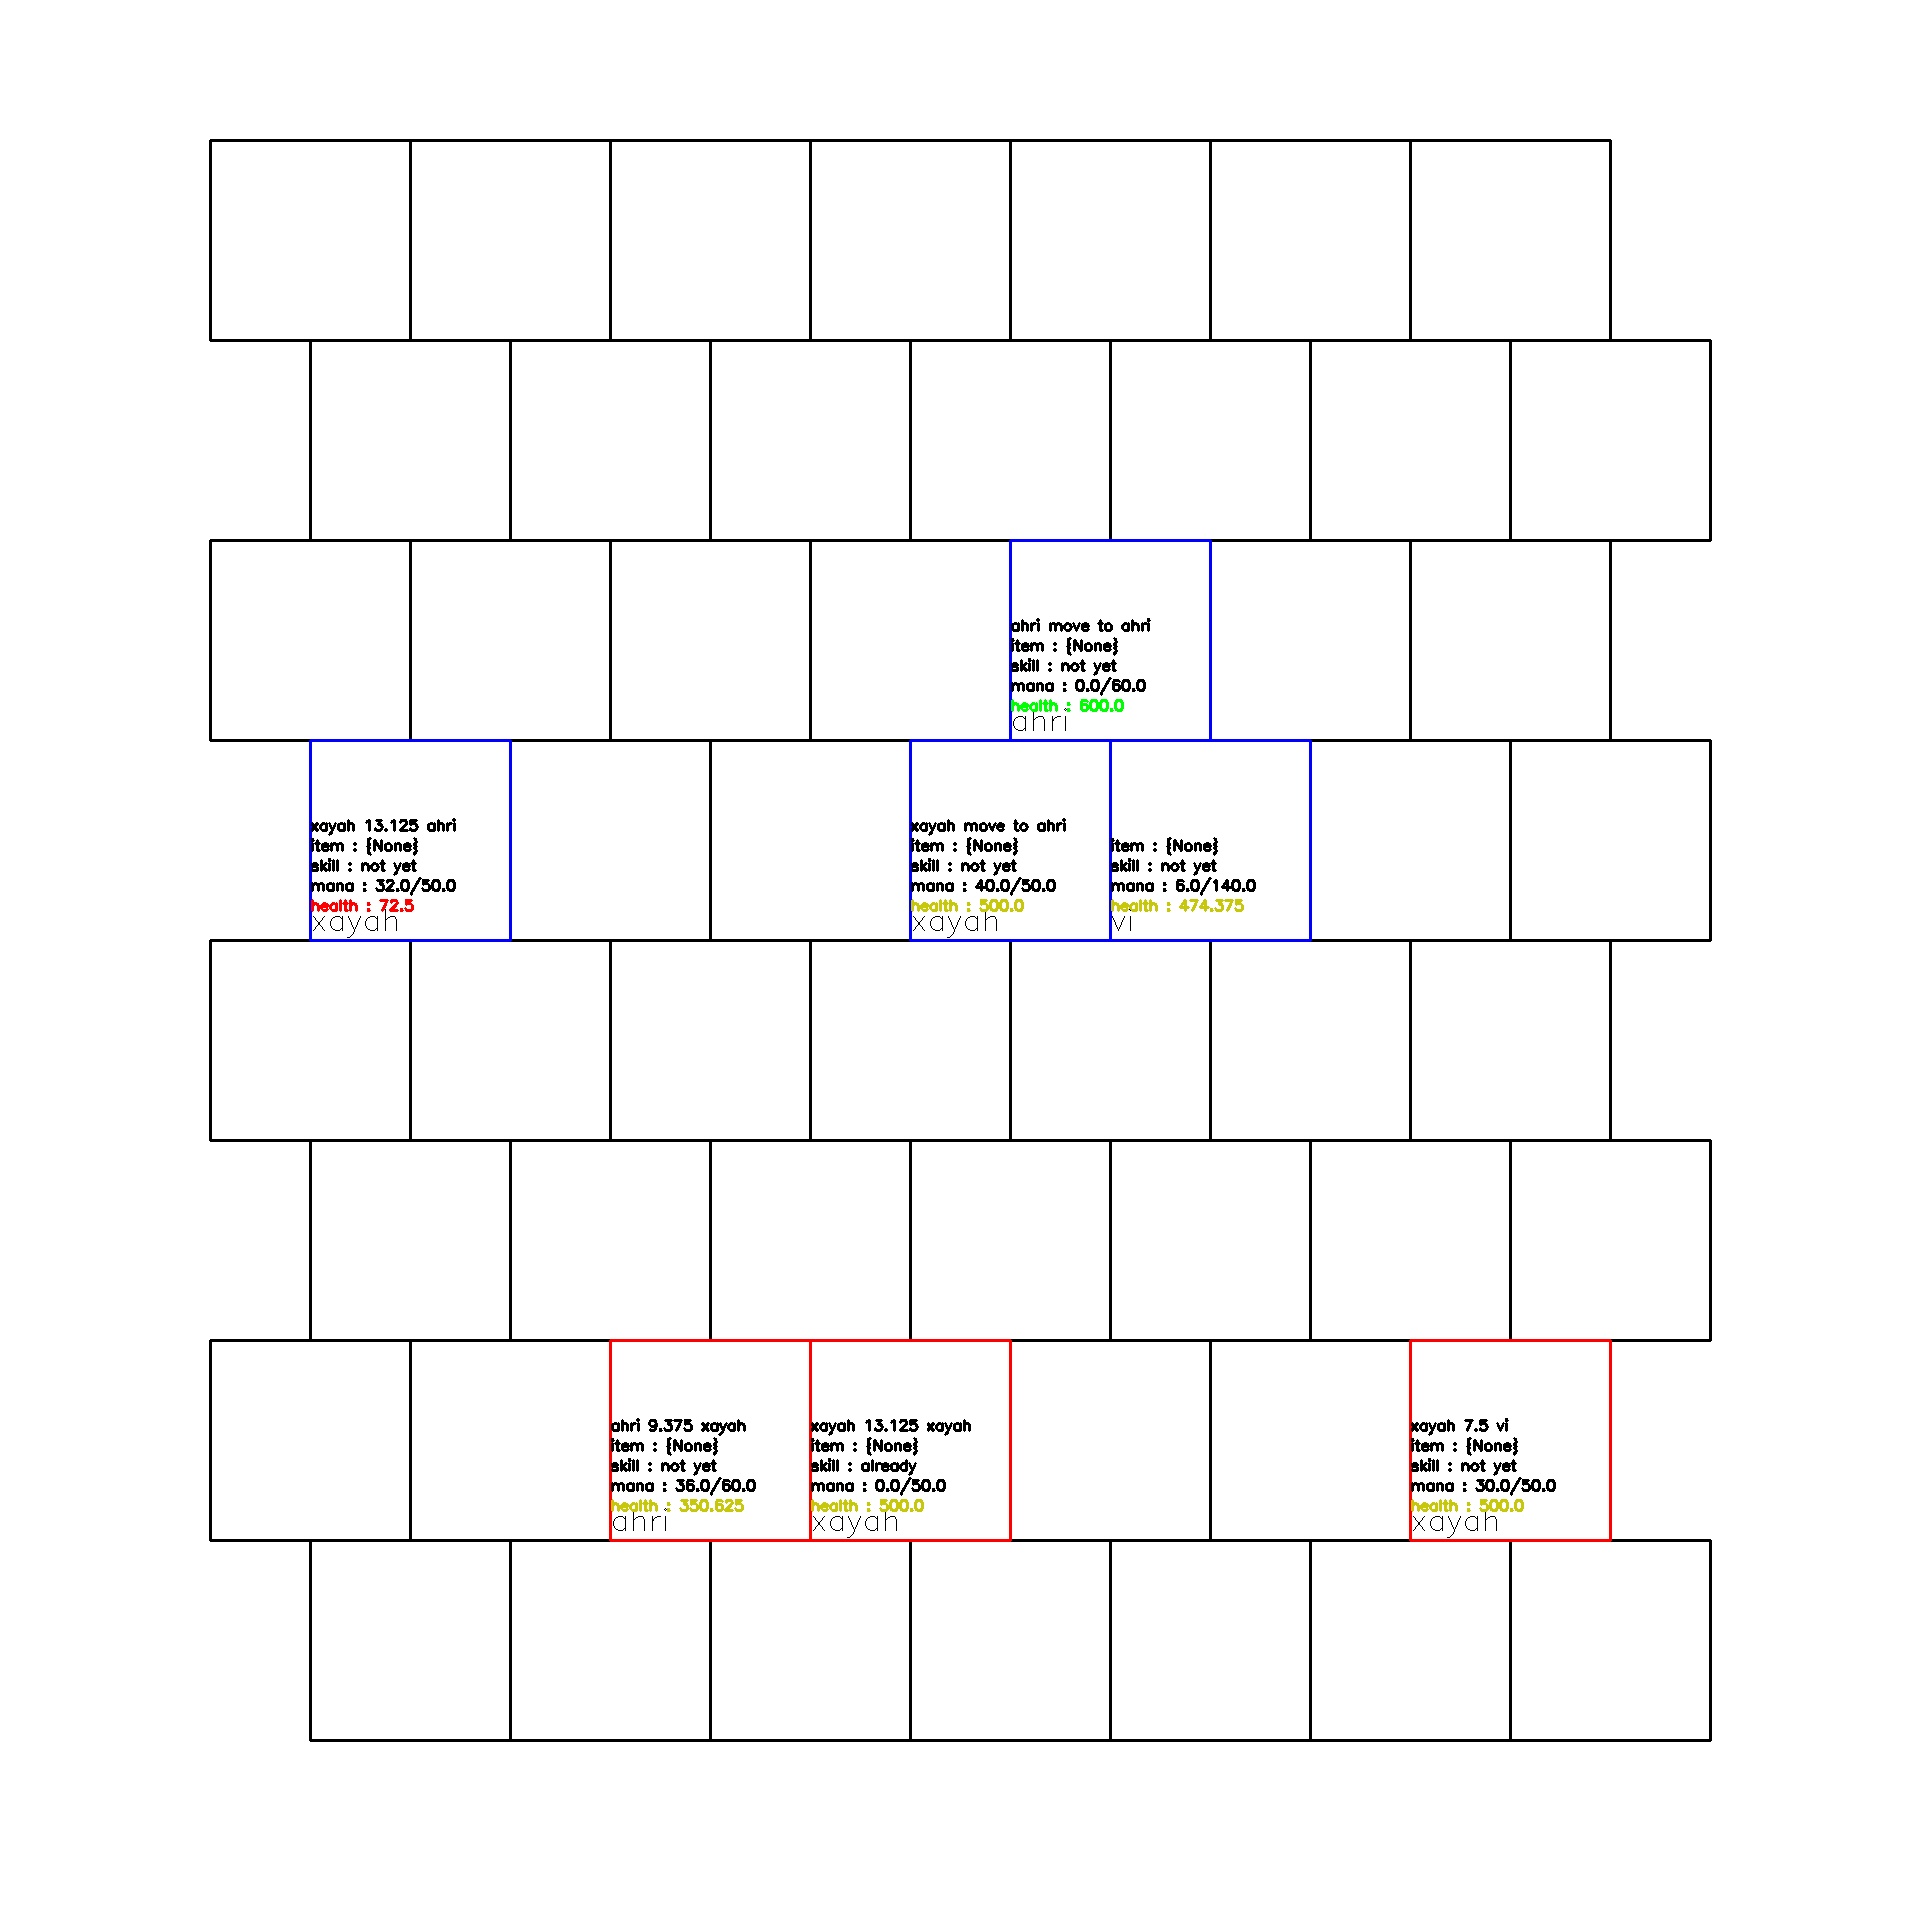 ahri move to ahri
item : {None}
skill : not yet
mana : 0.0/60.0
health : 600.0
ahri
xayah 13.125 ahri
item : {None}
skill : not yet
mana : 32.0/50.0
health : 72.5
xayah
xayah move to ahri
item : {None}
skill : not yet
mana : 40.0/50.0
health : 500.0
xayah
item : {None}
skill : not yet
mana : 6.0/140.0
health : 474.375
vi
ahri 9.375 xayah
item : {None}
skill : not yet
mana : 36.0/60.0
health : 350.625
ahri
xayah 13.125 xayah
item : {None}
skill : already
mana : 0.0/50.0
health : 500.0
xayah
xayah 7.5 vi
item : {None}
skill : not yet
mana : 30.0/50.0
health : 500.0
xayah